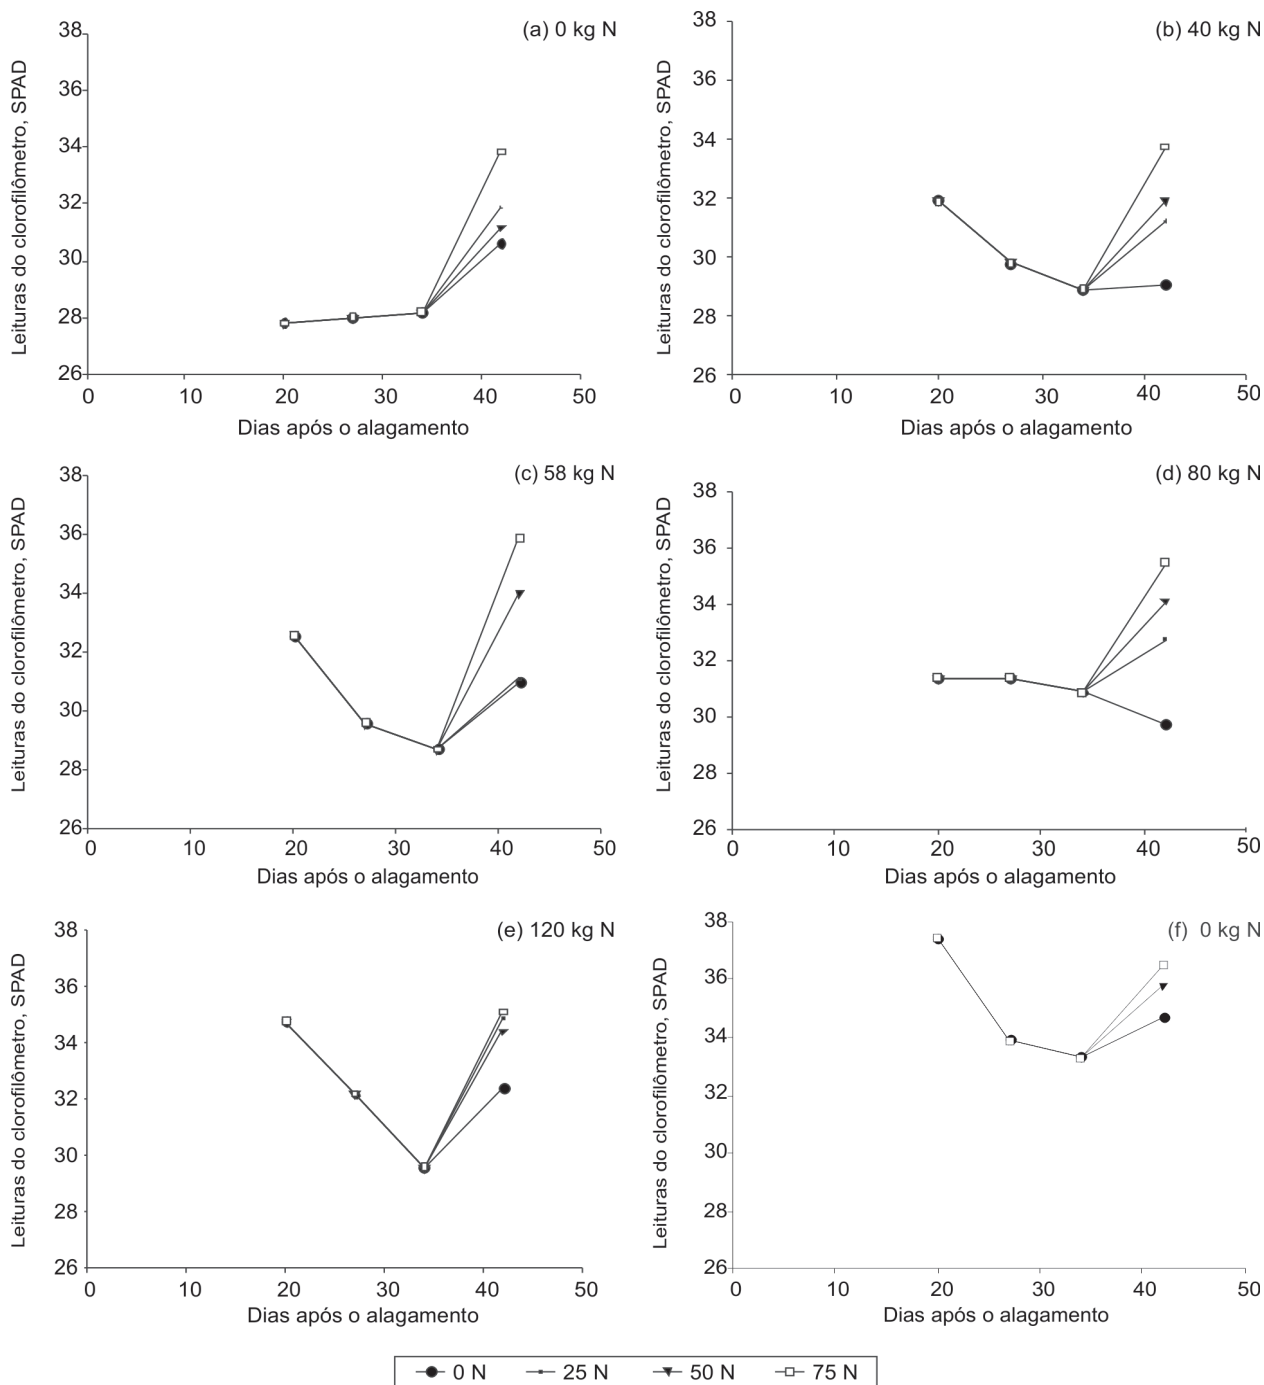 (a) 0 kg N
Leituras do clorofilômetro, SPAD
38
36
34
32
30
28
26
0 10 20 30 40 50
Dias após o alagamento
(b) 40 kg N
Leituras do clorofilômetro, SPAD
38
36
34
32
30
28
26
0 10 20 30 40 50
Dias após o alagamento
(c) 58 kg N
Leituras do clorofilômetro, SPAD
38
36
34
32
30
28
26
0 10 20 30 40 50
Dias após o alagamento
(d) 80 kg N
Leituras do clorofilômetro, SPAD
38
36
34
32
30
28
26
0 10 20 30 40 50
Dias após o alagamento
(e) 120 kg N
Leituras do clorofilômetro, SPAD
38
36
34
32
30
28
26
0 10 20 30 40 50
Dias após o alagamento
(f) 0 kg N
Leituras do clorofilômetro, SPAD
38
36
34
32
30
28
26
0 10 20 30 40 50
Dias após o alagamento
0 N 25 N 50 N 75 N